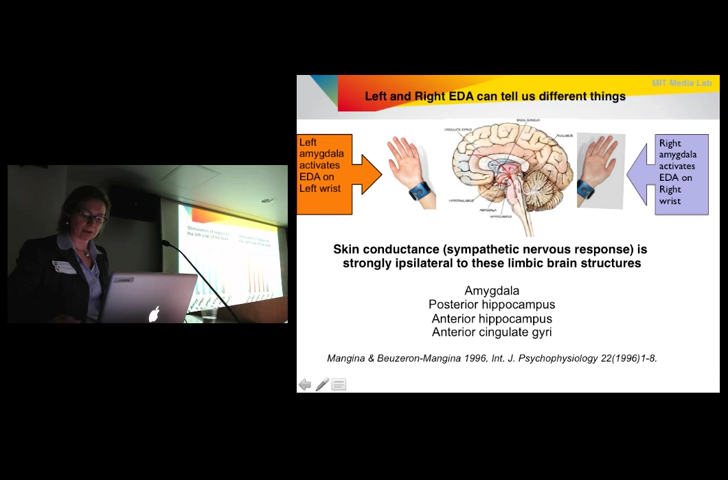 MIT Media Lab
Left and Right EDA can tell us different things
Left
amygdala
activates
EDA on
Left wrist
Right
amygdala
activates
EDA on
Right
wrist
HYPOTHALAMUS
AMYGDALA
HIPPOCAMPUS
Skin conductance (sympathetic nervous response) is
strongly ipsilateral to these limbic brain structures
Amygdala
Posterior hippocampus
Anterior hippocampus
Anterior cingulate gyri
Mangina & Beuzeron-Mangina 1996, Int. J. Psychophysiology 22(1996)1-8.